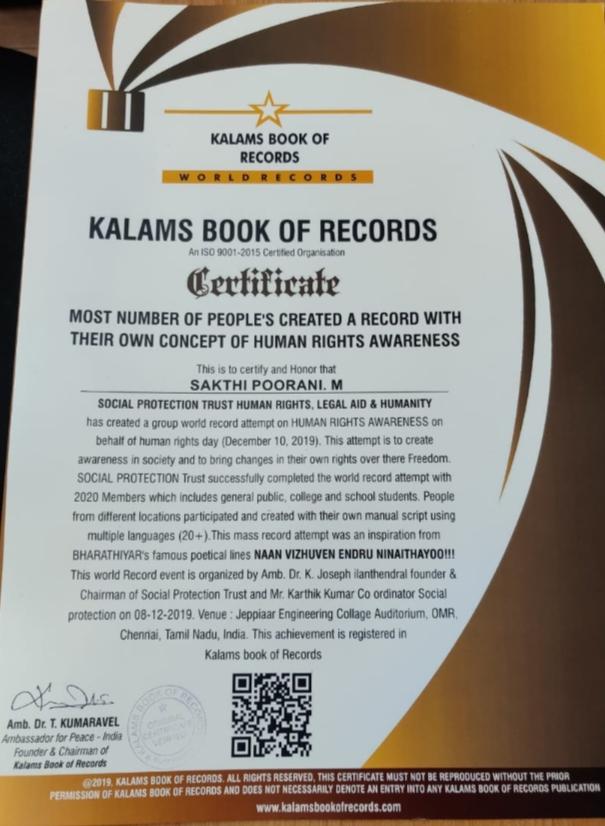 KALAMS BOOK OF
RECORDS
WORLD RECORDS
KALAMS BOOK OF RECORDS
An ISO 9001-2015 Certified Organisation
Certificate
MOST NUMBER OF PEOPLE'S CREATED A RECORD WITH
THEIR OWN CONCEPT OF HUMAN RIGHTS AWARENESS
This is to certify and Honor that
SAKTHI POORANI. M
SOCIAL PROTECTION TRUST HUMAN RIGHTS, LEGAL AID & HUMANITY
has created a group world record attempt on HUMAN RIGHTS AWARENESS on
behalf of human rights day (December 10, 2019). This attempt is to create
awareness in society and to bring changes in their own rights over there Freedom.
SOCIAL PROTECTION Trust successfully completed the world record attempt with
2020 Members which includes general public, college and school students. People
from different locations participated and created with their own manual script using
multiple languages (20+).This mass record attempt was an inspiration from
BHARATHIYAR's famous poetical lines NAAN VIZHUVEN ENDRU NINAITHAYOO!!!
This world Record event is organized by Amb. Dr. K. Joseph ilanthendral founder &
Chairman of Social Protection Trust and Mr. Karthik Kumar Co ordinator Social
protection on 08-12-2019. Venue : Jeppiaar Engineering Collage Auditorium, OMR,
Chennai, Tamil Nadu, India. This achievement is registered in
Kalams book of Records
Amb. Dr. T. KUMARAVEL
Ambassador for Peace - India
Founder & Chairman of
Kalams Book of Records
KALAMS BOOK OF RECORDS
ORIGINAL
CERTIFICATE
@2019, KALAMS BOOK OF RECORDS. ALL RIGHTS RESERVED, THIS CERTIFICATE MUST NOT BE REPRODUCED WITHOUT THE PRIOR
PERMISSION OF KALAMS BOOK OF RECORDS AND DOES NOT NECESSARILY DENOTE AN ENTRY INTO ANY KALAMS BOOK OF RECORDS PUBLICATION
www.kalamsbookofrecords.com